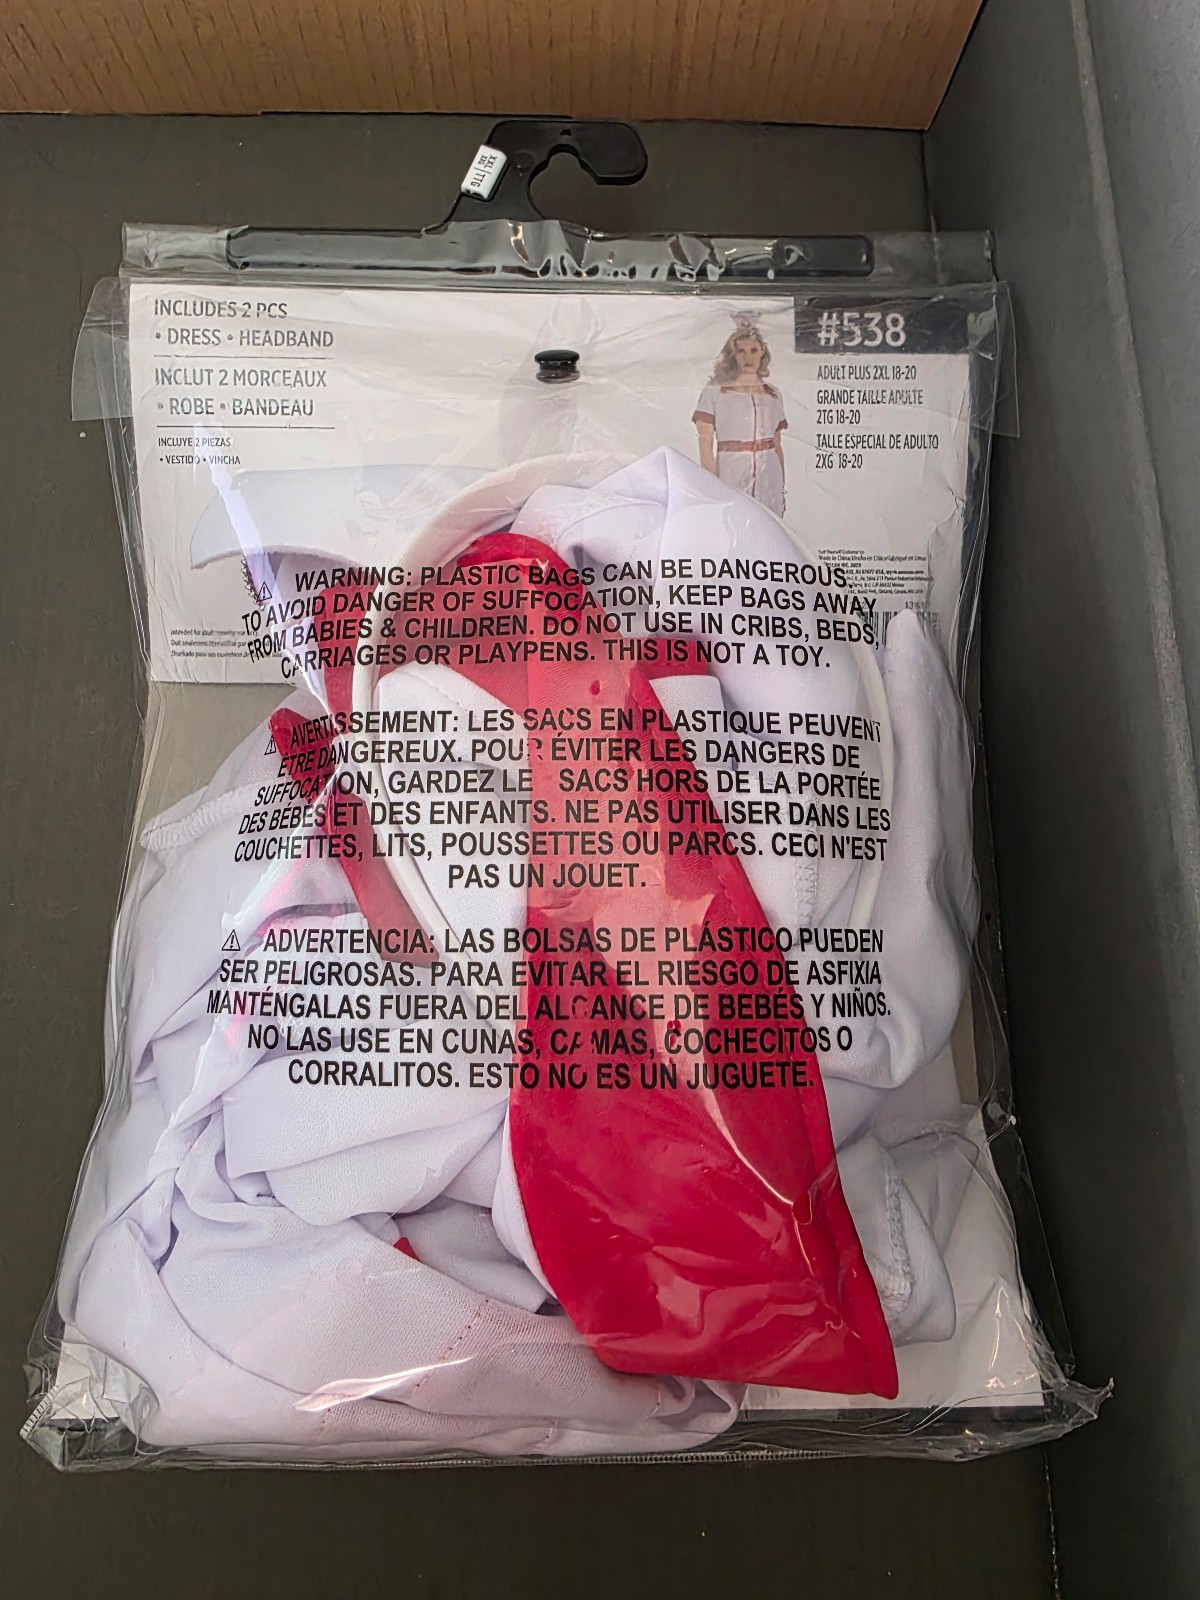 XXL | TTG
XXG
INCLUDES 2 PCS
• DRESS • HEADBAND
INCLUT 2 MORCEAUX
• ROBE • BANDEAU
INCLUYE 2 PIEZAS
• VESTIDO • VINCHA
#538
ADULT PLUS 2XL 18-20
GRANDE TAILLE ADULTE
2TG 18-20
TALLE ESPECIAL DE ADULTO
2XG 18-20
⚠ WARNING: PLASTIC BAGS CAN BE DANGEROUS.
TO AVOID DANGER OF SUFFOCATION, KEEP BAGS AWAY
FROM BABIES & CHILDREN. DO NOT USE IN CRIBS, BEDS,
CARRIAGES OR PLAYPENS. THIS IS NOT A TOY.
⚠ AVERTISSEMENT: LES SACS EN PLASTIQUE PEUVENT
ÊTRE DANGEREUX. POUR ÉVITER LES DANGERS DE
SUFFOCATION, GARDEZ LE SACS HORS DE LA PORTÉE
DES BÉBÉS ET DES ENFANTS. NE PAS UTILISER DANS LES
COUCHETTES, LITS, POUSSETTES OU PARCS. CECI N'EST
PAS UN JOUET.
⚠ ADVERTENCIA: LAS BOLSAS DE PLÁSTICO PUEDEN
SER PELIGROSAS. PARA EVITAR EL RIESGO DE ASFIXIA
MANTÉNGALAS FUERA DEL ALCANCE DE BEBÉS Y NIÑOS.
NO LAS USE EN CUNAS, CAMAS, COCHECITOS O
CORRALITOS. ESTO NO ES UN JUGUETE.